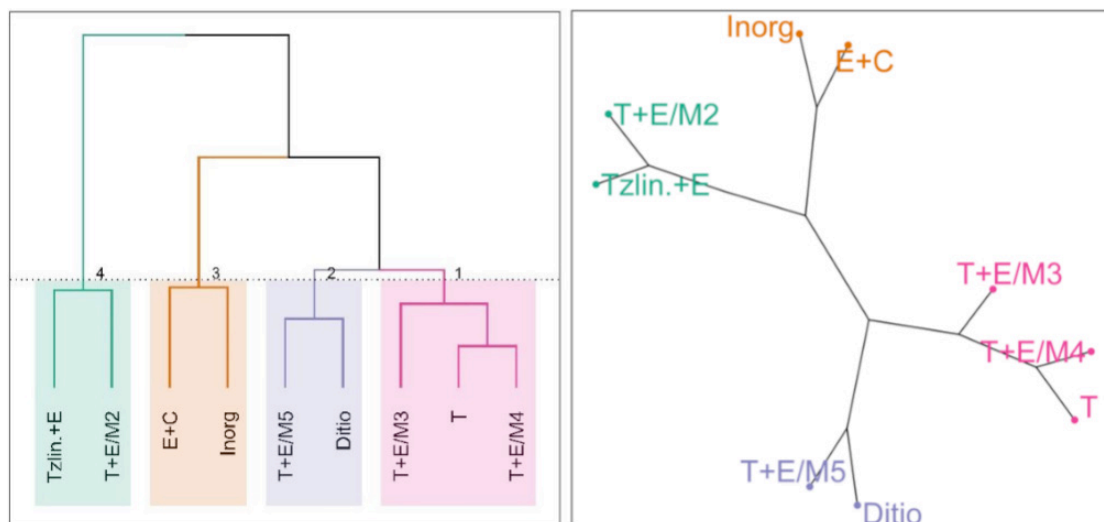 4
3
2
1
Tzlin.+E
T+E/M2
E+C
Inorg
T+E/M5
Ditio
T+E/M3
T
T+E/M4
Inorg
E+C
T+E/M2
Tzlin.+E
T+E/M3
T+E/M4
T
T+E/M5
Ditio